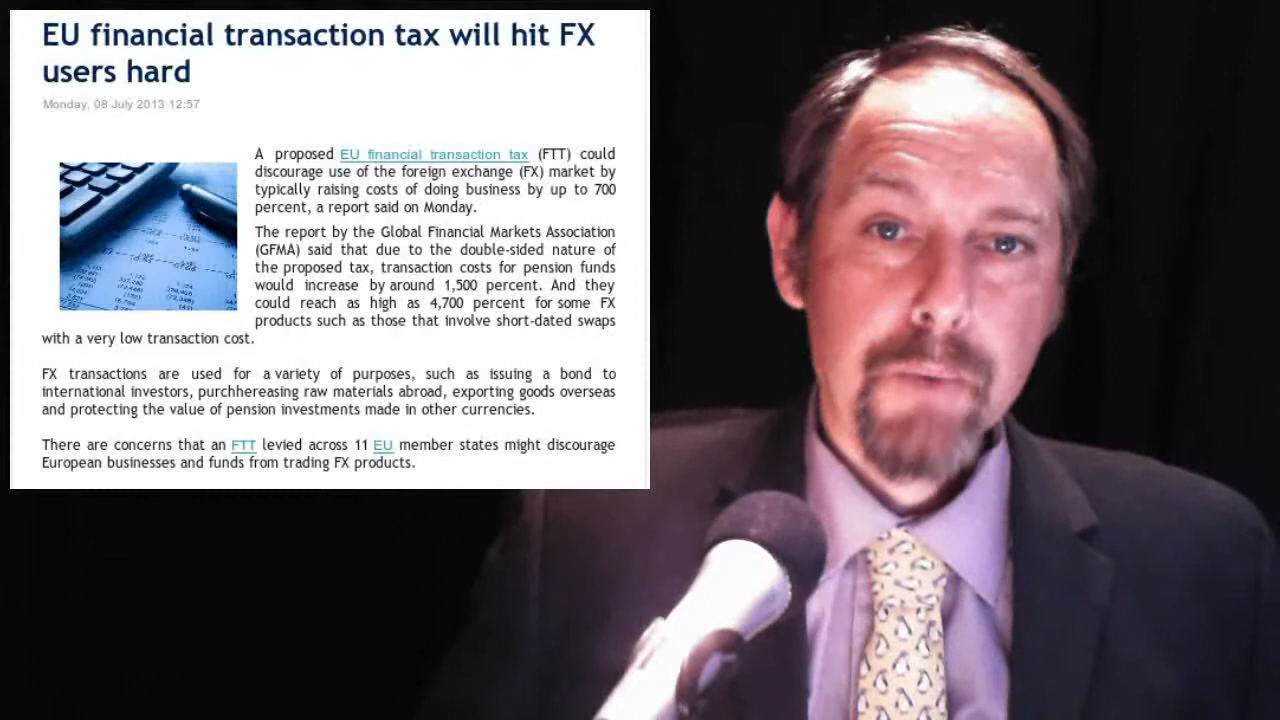 EU financial transaction tax will hit FX
users hard
Monday, 08 July 2013 12:57
A proposed EU financial transaction tax (FTT) could
discourage use of the foreign exchange (FX) market by
typically raising costs of doing business by up to 700
percent, a report said on Monday.
The report by the Global Financial Markets Association
(GFMA) said that due to the double-sided nature of
the proposed tax, transaction costs for pension funds
would increase by around 1,500 percent. And they
could reach as high as 4,700 percent for some FX
products such as those that involve short-dated swaps
with a very low transaction cost.
FX transactions are used for a variety of purposes, such as issuing a bond to
international investors, purchhereasing raw materials abroad, exporting goods overseas
and protecting the value of pension investments made in other currencies.
There are concerns that an FTT levied across 11 EU member states might discourage
European businesses and funds from trading FX products.